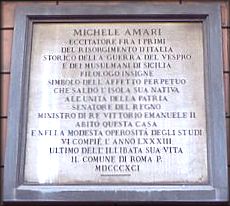 MICHELE AMARI
ECCITATORE FRA I PRIMI
DEL RISORGIMENTO D'ITALIA
STORICO DELLA GUERRA DEL VESPRO
E DEI MUSULMANI DI SICILIA
FILOLOGO INSIGNE
SIMBOLO DELL'AFFETTO PERPETUO
CHE SALDO L'ISOLA SUA NATIVA
ALL'UNITA DELLA PATRIA
SENATORE DEL REGNO
MINISTRO DI RE VITTORIO EMANUELE II
ABITO QUESTA CASA
E NELLA MODESTA OPEROSITÀ DEGLI STUDI
VI COMPIÈ L'ANNO LXXXIII
ULTIMO DELL'ILLIBATA SUA VITA
IL COMUNE DI ROMA P.
MDCCCXCI